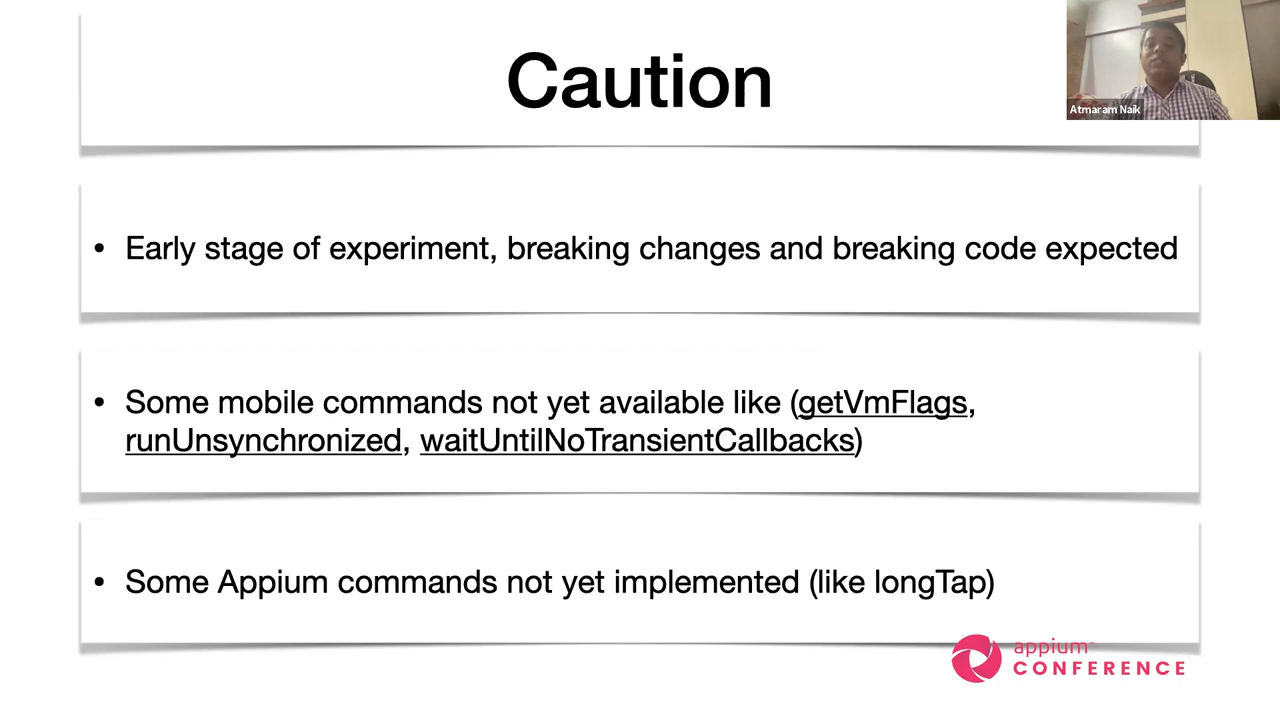 Caution
Atmaram Naik
• Early stage of experiment, breaking changes and breaking code expected
• Some mobile commands not yet available like (getVmFlags,
runUnsynchronized, waitUntilNoTransientCallbacks)
• Some Appium commands not yet implemented (like longTap)
appium
CONFERENCE